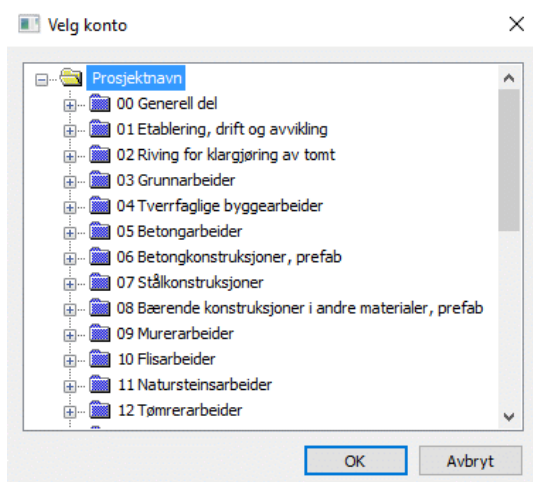 Velg konto
Prosjektnavn
00 Generell del
01 Etablering, drift og avvikling
02 Riving for klargjøring av tomt
03 Grunnarbeider
04 Tverrfaglige byggearbeider
05 Betongarbeider
06 Betongkonstruksjoner, prefab
07 Stålkonstruksjoner
08 Bærende konstruksjoner i andre materialer, prefab
09 Murerarbeider
10 Flisarbeider
11 Natursteinsarbeider
12 Tømrerarbeider
OK Avbryt